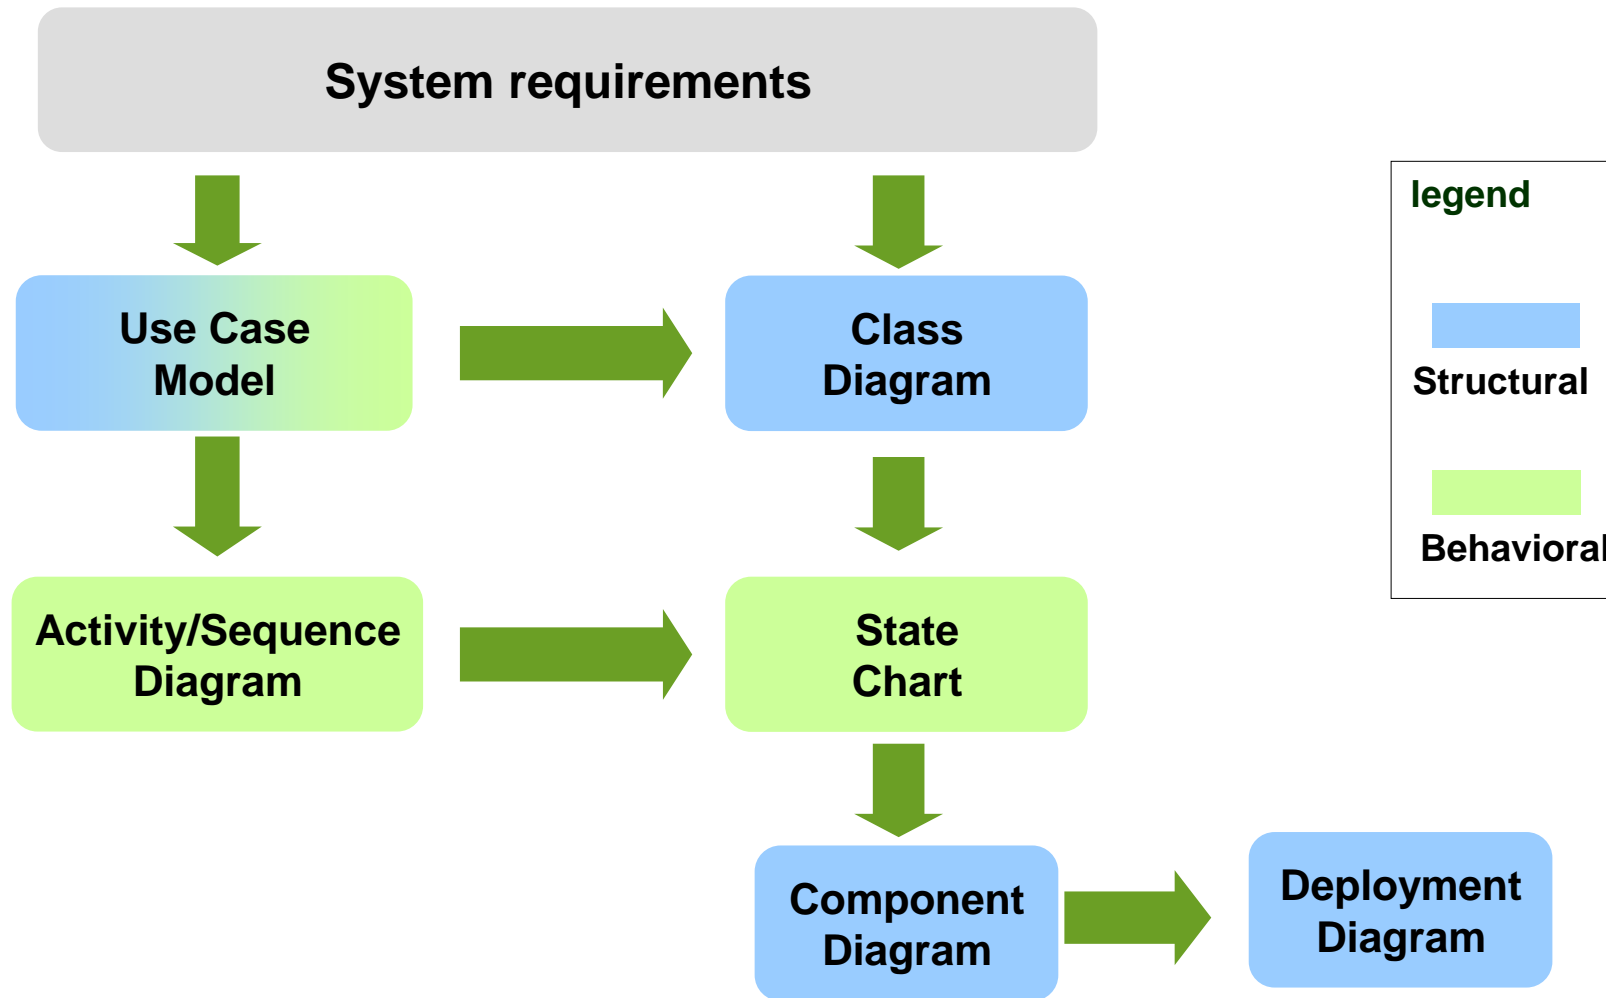 System requirements
legend
Use Case
Model
Class
Diagram
Structural
Behavioral
Activity/Sequence
Diagram
State
Chart
Component
Diagram
Deployment
Diagram